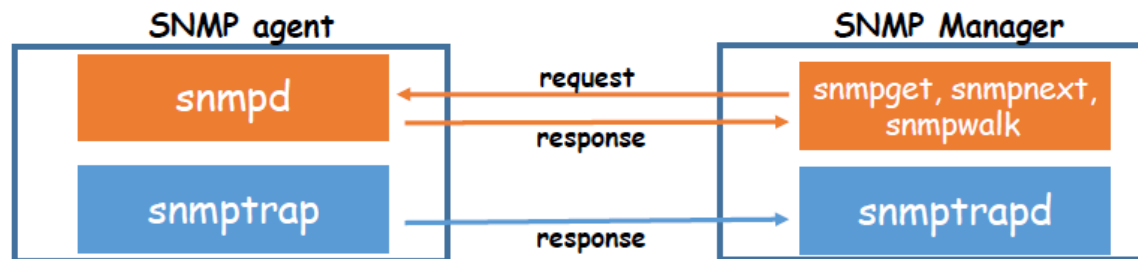 SNMP agent
SNMP Manager
snmpd
request
response
snmpget, snmpnext,
snmpwalk
snmptrap
response
snmptrapd